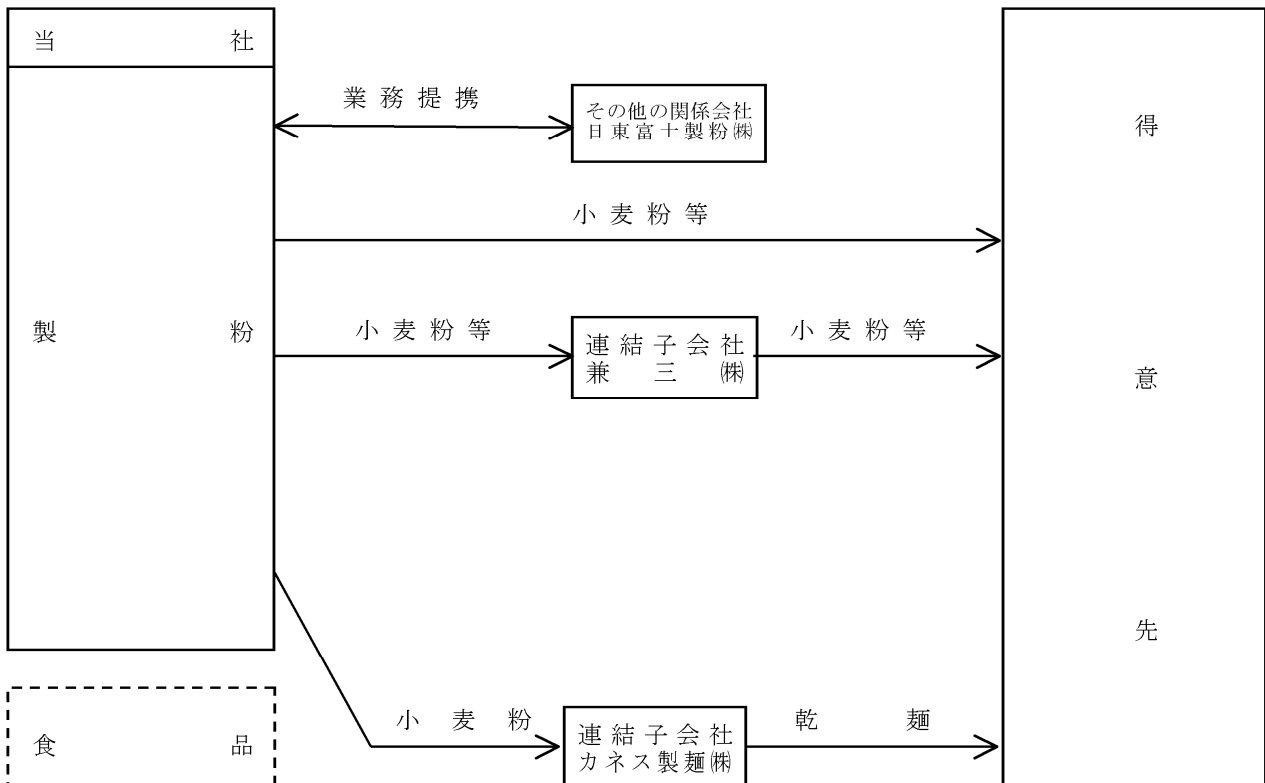 当社
業務提携
その他の関係会社
日東富士製粉㈱
小麦粉等
製粉
小麦粉等
連結子会社
兼三㈱
小麦粉等
得意先
小麦粉
連結子会社
カネス製麺㈱
乾麺
食品